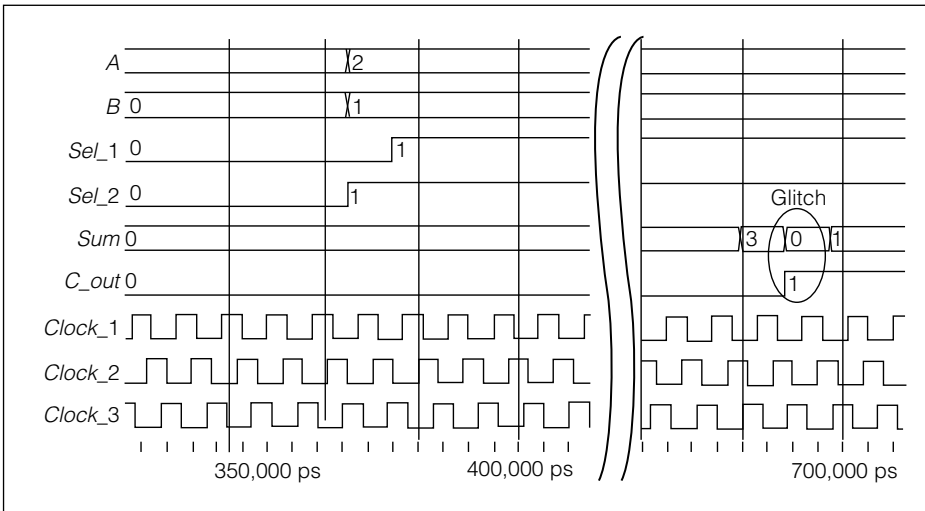 A 2
B 0 1
Sel_1 0 1
Sel_2 0 1
Glitch
Sum 0 3 0 1
C_out 0 1
Clock_1
Clock_2
Clock_3
350,000 ps 400,000 ps 700,000 ps